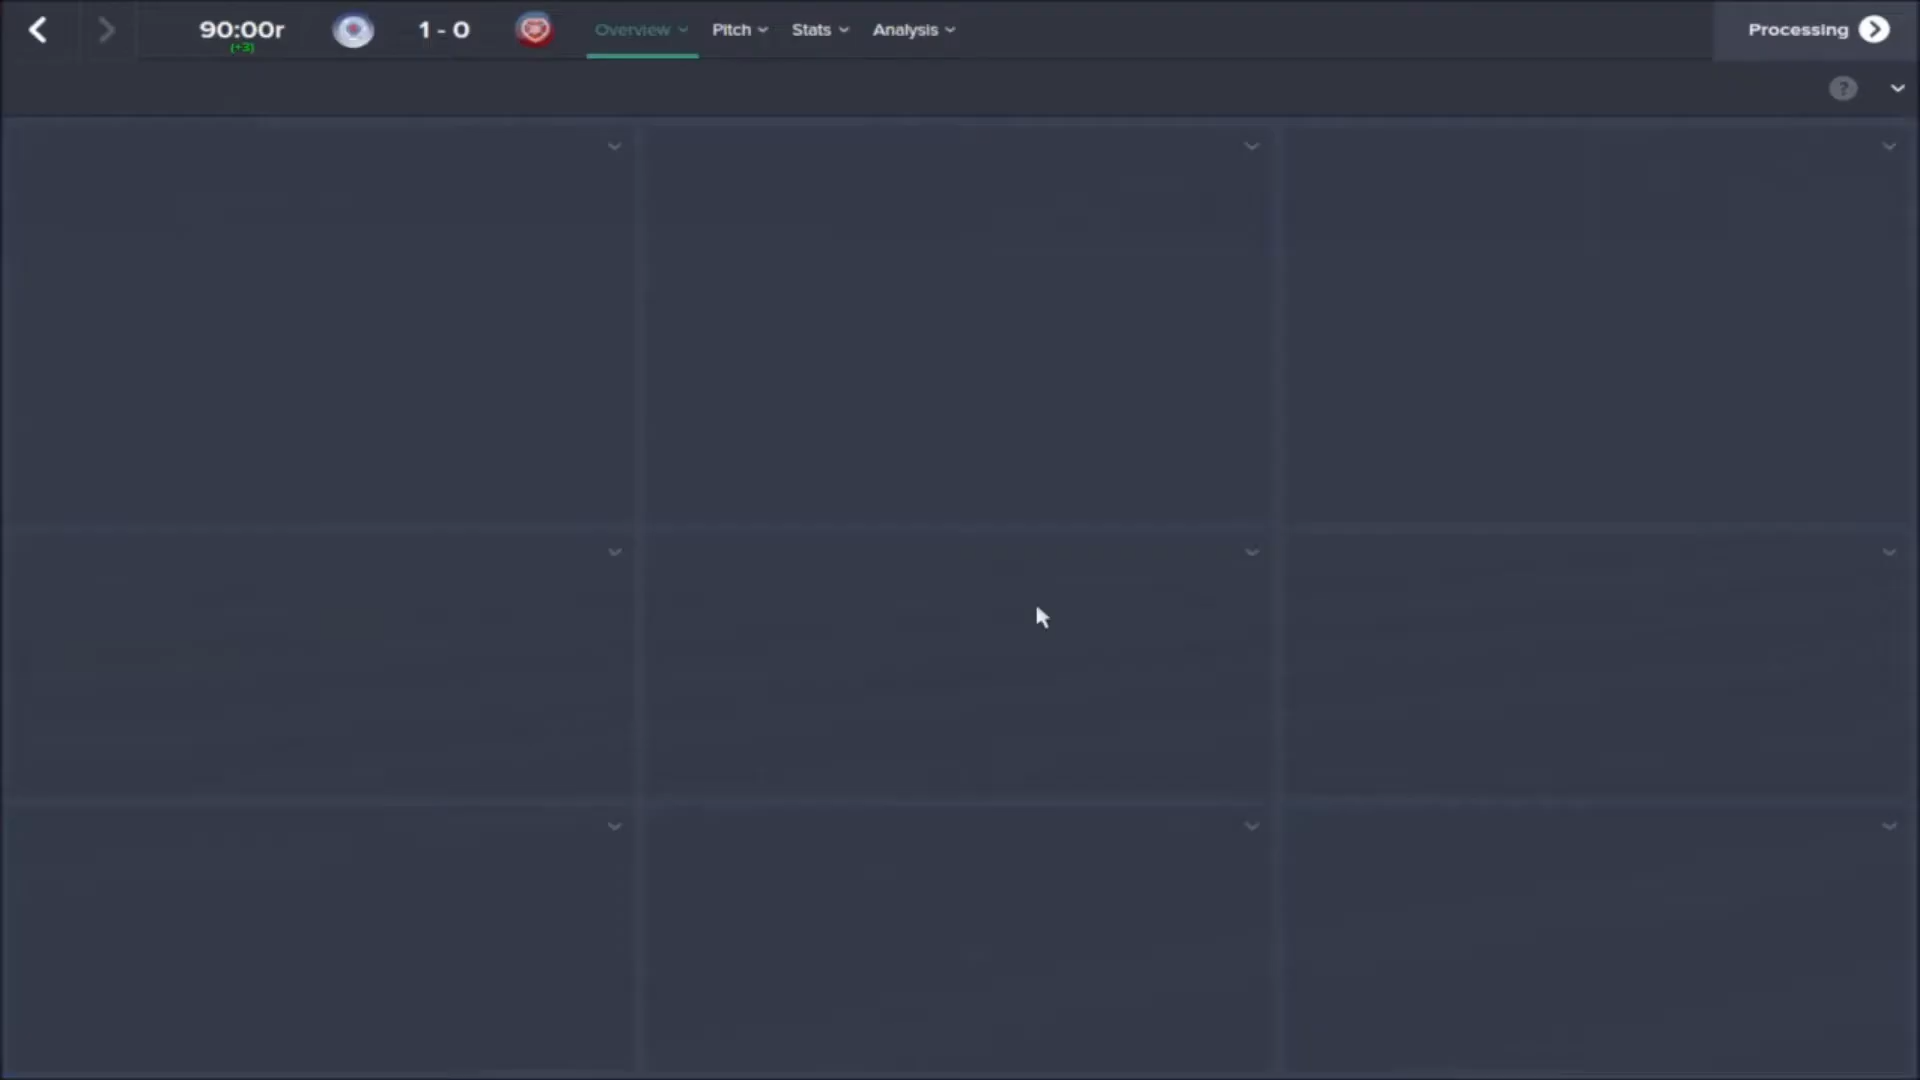 90:00r
(+3)
1 - 0
Overview
Pitch
Stats
Analysis
Processing
?